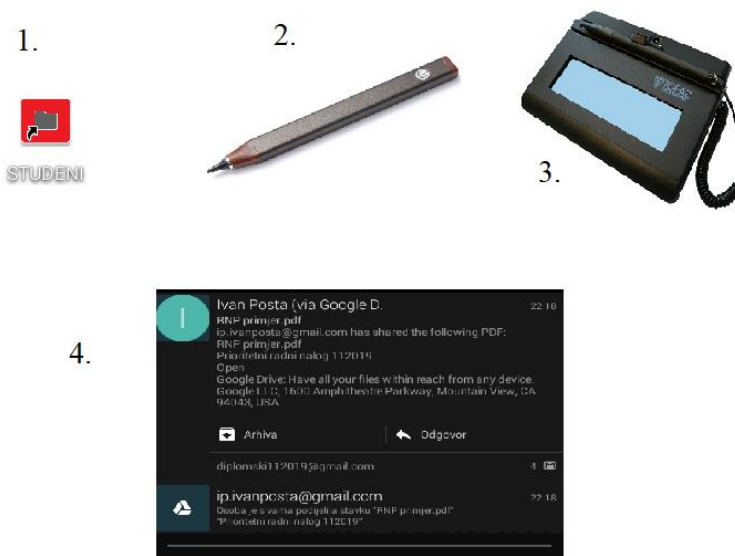 1.
2.
3.
STUDENI
4.
Ivan Posta (via Google D.
22:18
RNP primjer.pdf
ip.ivanposta@gmail.com has shared the following PDF:
RNP primjer.pdf
Prioritetni radni nalog 112019
Open
Google Drive: Have all your files within reach from any device.
Google LLC, 1600 Amphitheatre Parkway, Mountain View, CA
94043, USA
Arhiva
Odgovor
diplomski112019@gmail.com
4
ip.ivanposta@gmail.com
22:18
Osoba je s vama podijelila stavku "RNP primjer.pdf"
"Prioritetni radni nalog 112019"